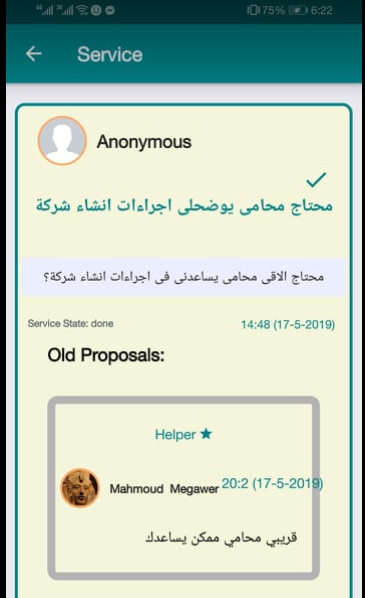 75% 6:22
Service
Anonymous
محتاج محامى يوضحلى اجراءات انشاء شركة
محتاج الاقى محامى يساعدنى فى اجراءات انشاء شركة؟
Service State: done 14:48 (17-5-2019)
Old Proposals:
Helper
Mahmoud Megawer 20:2 (17-5-2019)
قريبي محامي ممكن يساعدك